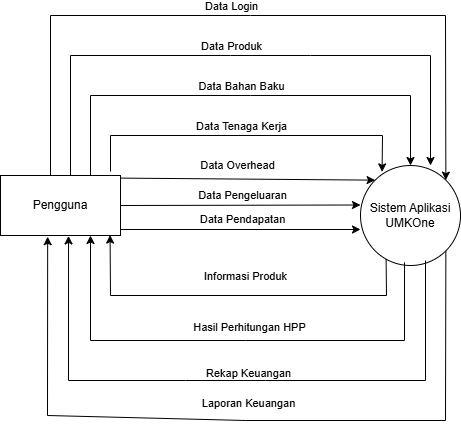 Data Login
Data Produk
Data Bahan Baku
Data Tenaga Kerja
Data Overhead
Pengguna
Data Pengeluaran
Data Pendapatan
Sistem Aplikasi
UMKOne
Informasi Produk
Hasil Perhitungan HPP
Rekap Keuangan
Laporan Keuangan